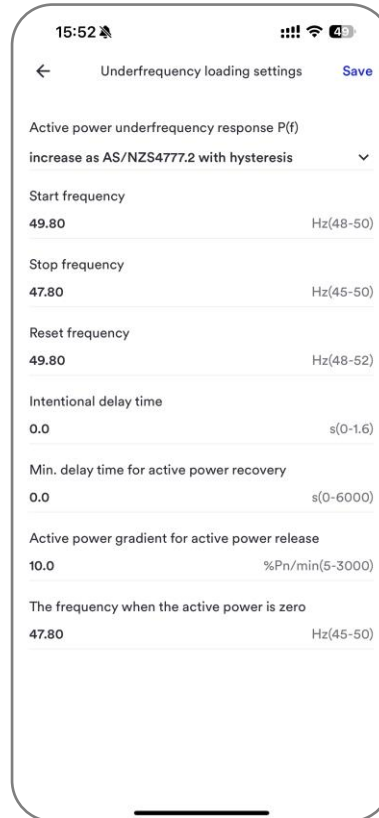 15:52
49
Underfrequency loading settings Save
Active power underfrequency response P(f)
increase as AS/NZS4777.2 with hysteresis
Start frequency
49.80 Hz(48-50)
Stop frequency
47.80 Hz(45-50)
Reset frequency
49.80 Hz(48-52)
Intentional delay time
0.0 s(0-1.6)
Min. delay time for active power recovery
0.0 s(0-6000)
Active power gradient for active power release
10.0 %Pn/min(5-3000)
The frequency when the active power is zero
47.80 Hz(45-50)